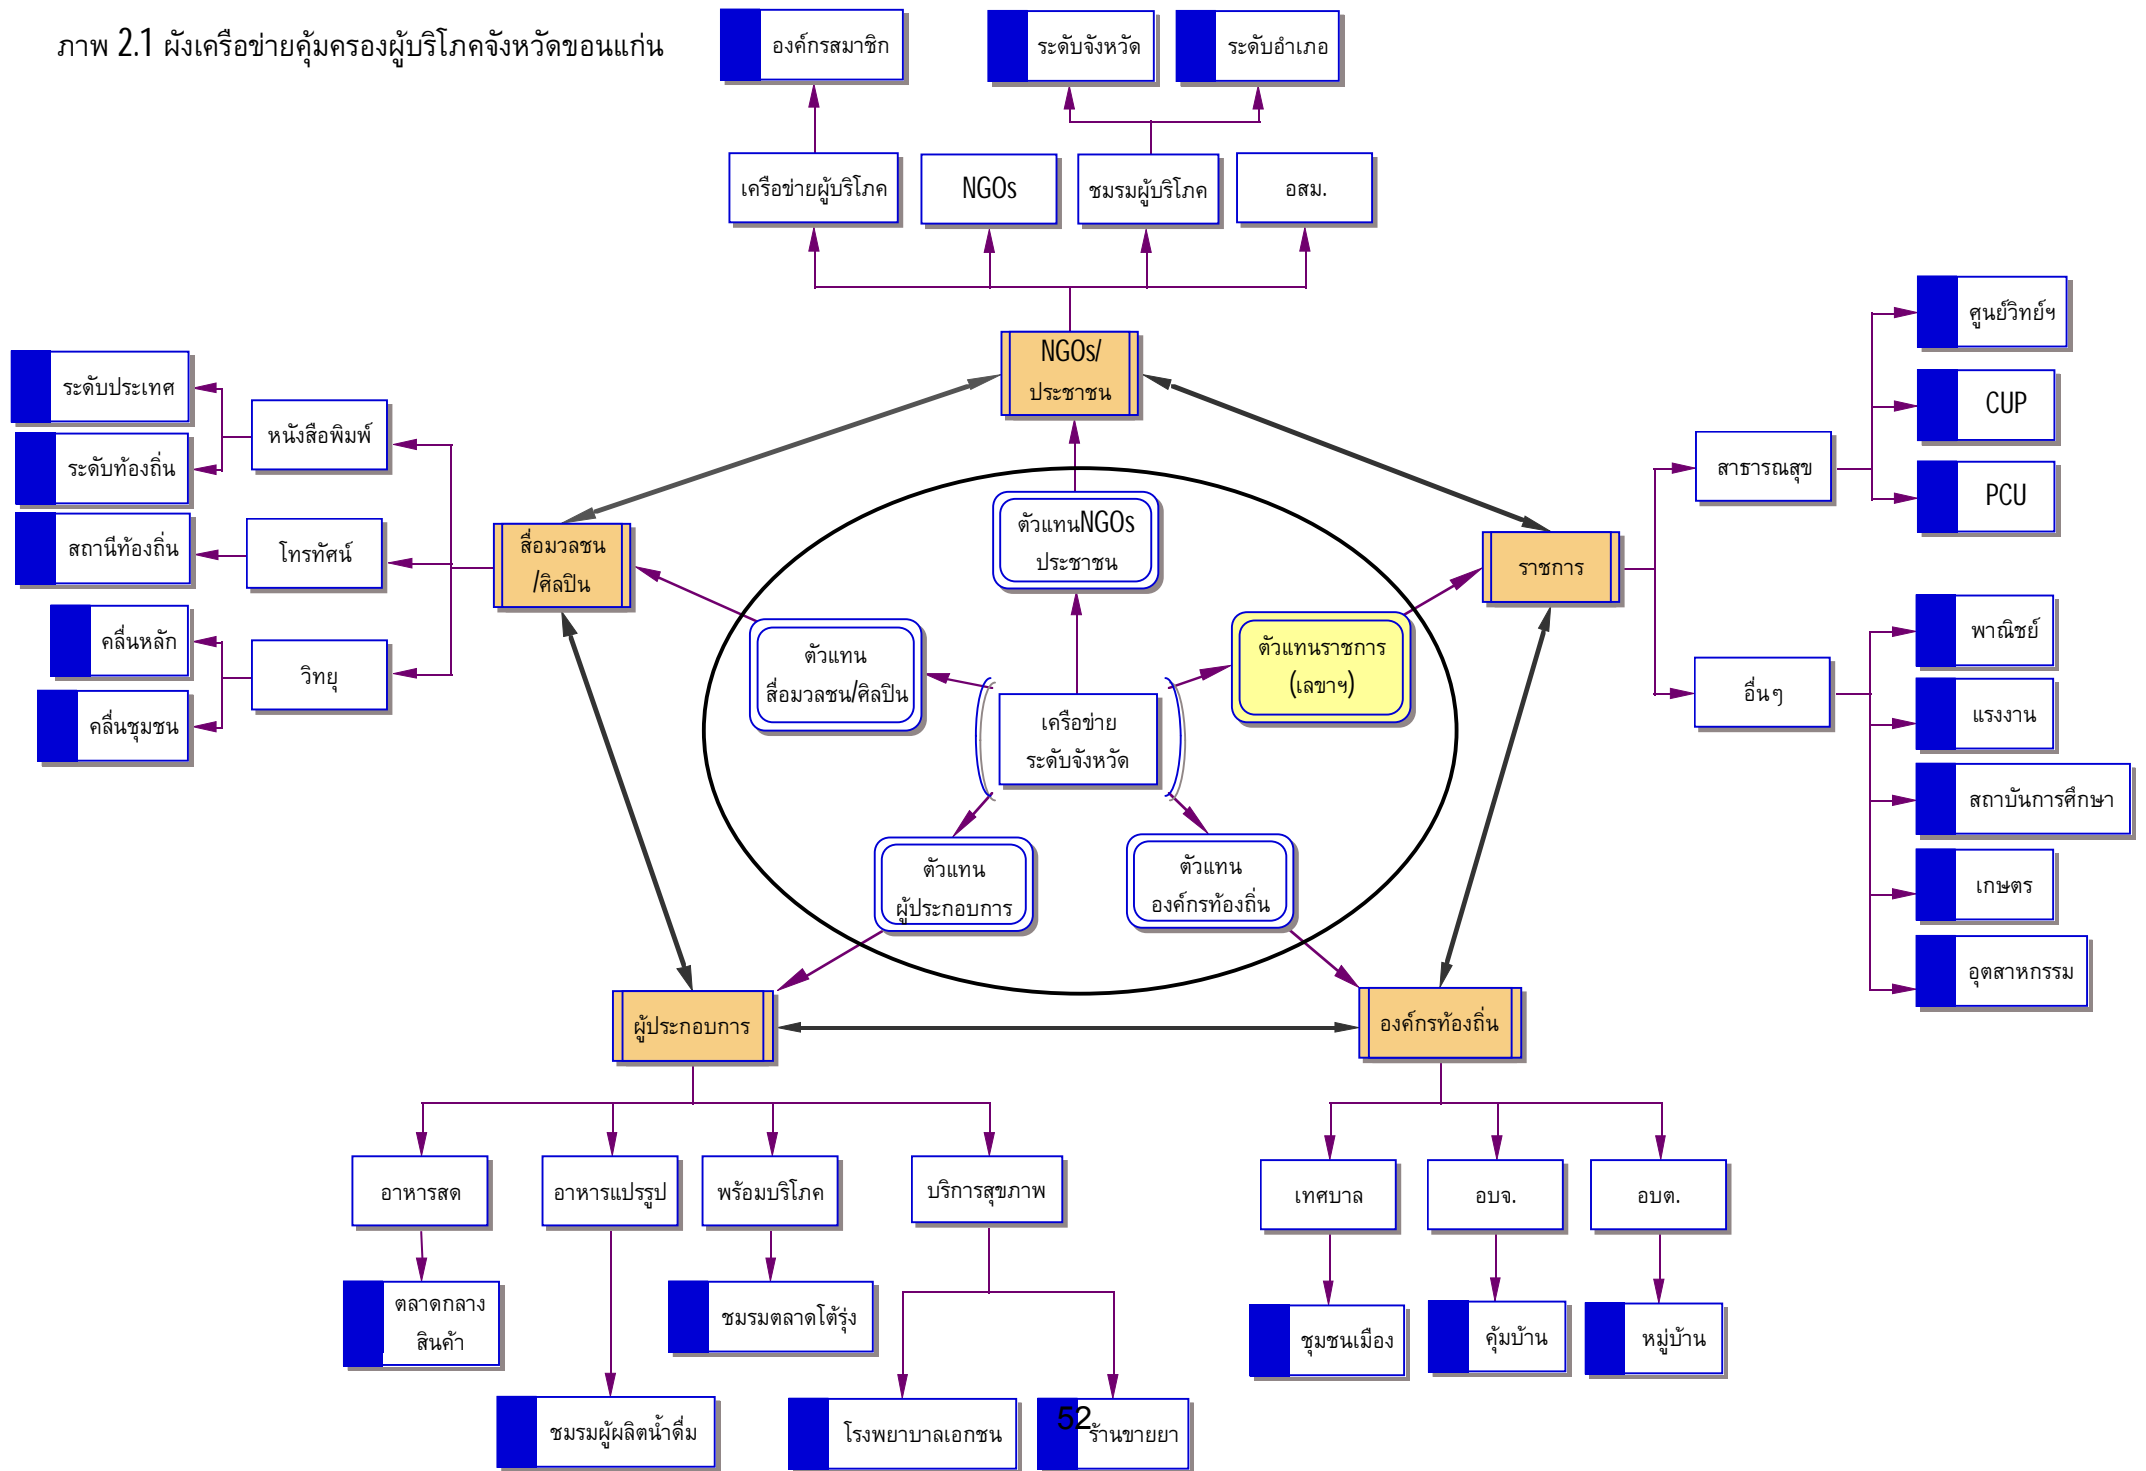 ภาพ 2.1 ผังเครือข่ายคุ้มครองผู้บริโภคจังหวัดขอนแก่น
องค์กรสมาชิก
ระดับจังหวัด
ระดับอำเภอ
เครือข่ายผู้บริโภค
NGOs
ชมรมผู้บริโภค
อสม.
NGOs/
ประชาชน
ระดับประเทศ
ระดับท้องถิ่น
สถานีท้องถิ่น
คลื่นหลัก
คลื่นชุมชน
หนังสือพิมพ์
โทรทัศน์
วิทยุ
สื่อมวลชน
/ศิลปิน
ตัวแทนNGOs
ประชาชน
ตัวแทน
สื่อมวลชน/ศิลปิน
เครือข่าย
ระดับจังหวัด
ตัวแทนราชการ
(เลขาฯ)
ตัวแทน
ผู้ประกอบการ
ตัวแทน
องค์กรท้องถิ่น
ราชการ
สาธารณสุข
อื่นๆ
ศูนย์วิทย์ฯ
CUP
PCU
พาณิชย์
แรงงาน
สถาบันการศึกษา
เกษตร
อุตสาหกรรม
ผู้ประกอบการ
องค์กรท้องถิ่น
อาหารสด
อาหารแปรรูป
พร้อมบริโภค
บริการสุขภาพ
เทศบาล
อบจ.
อบต.
ตลาดกลาง
สินค้า
ชมรมตลาดโต้รุ่ง
ชุมชนเมือง
คุ้มบ้าน
หมู่บ้าน
ชมรมผู้ผลิตน้ำดื่ม
โรงพยาบาลเอกชน
ร้านขายยา
52